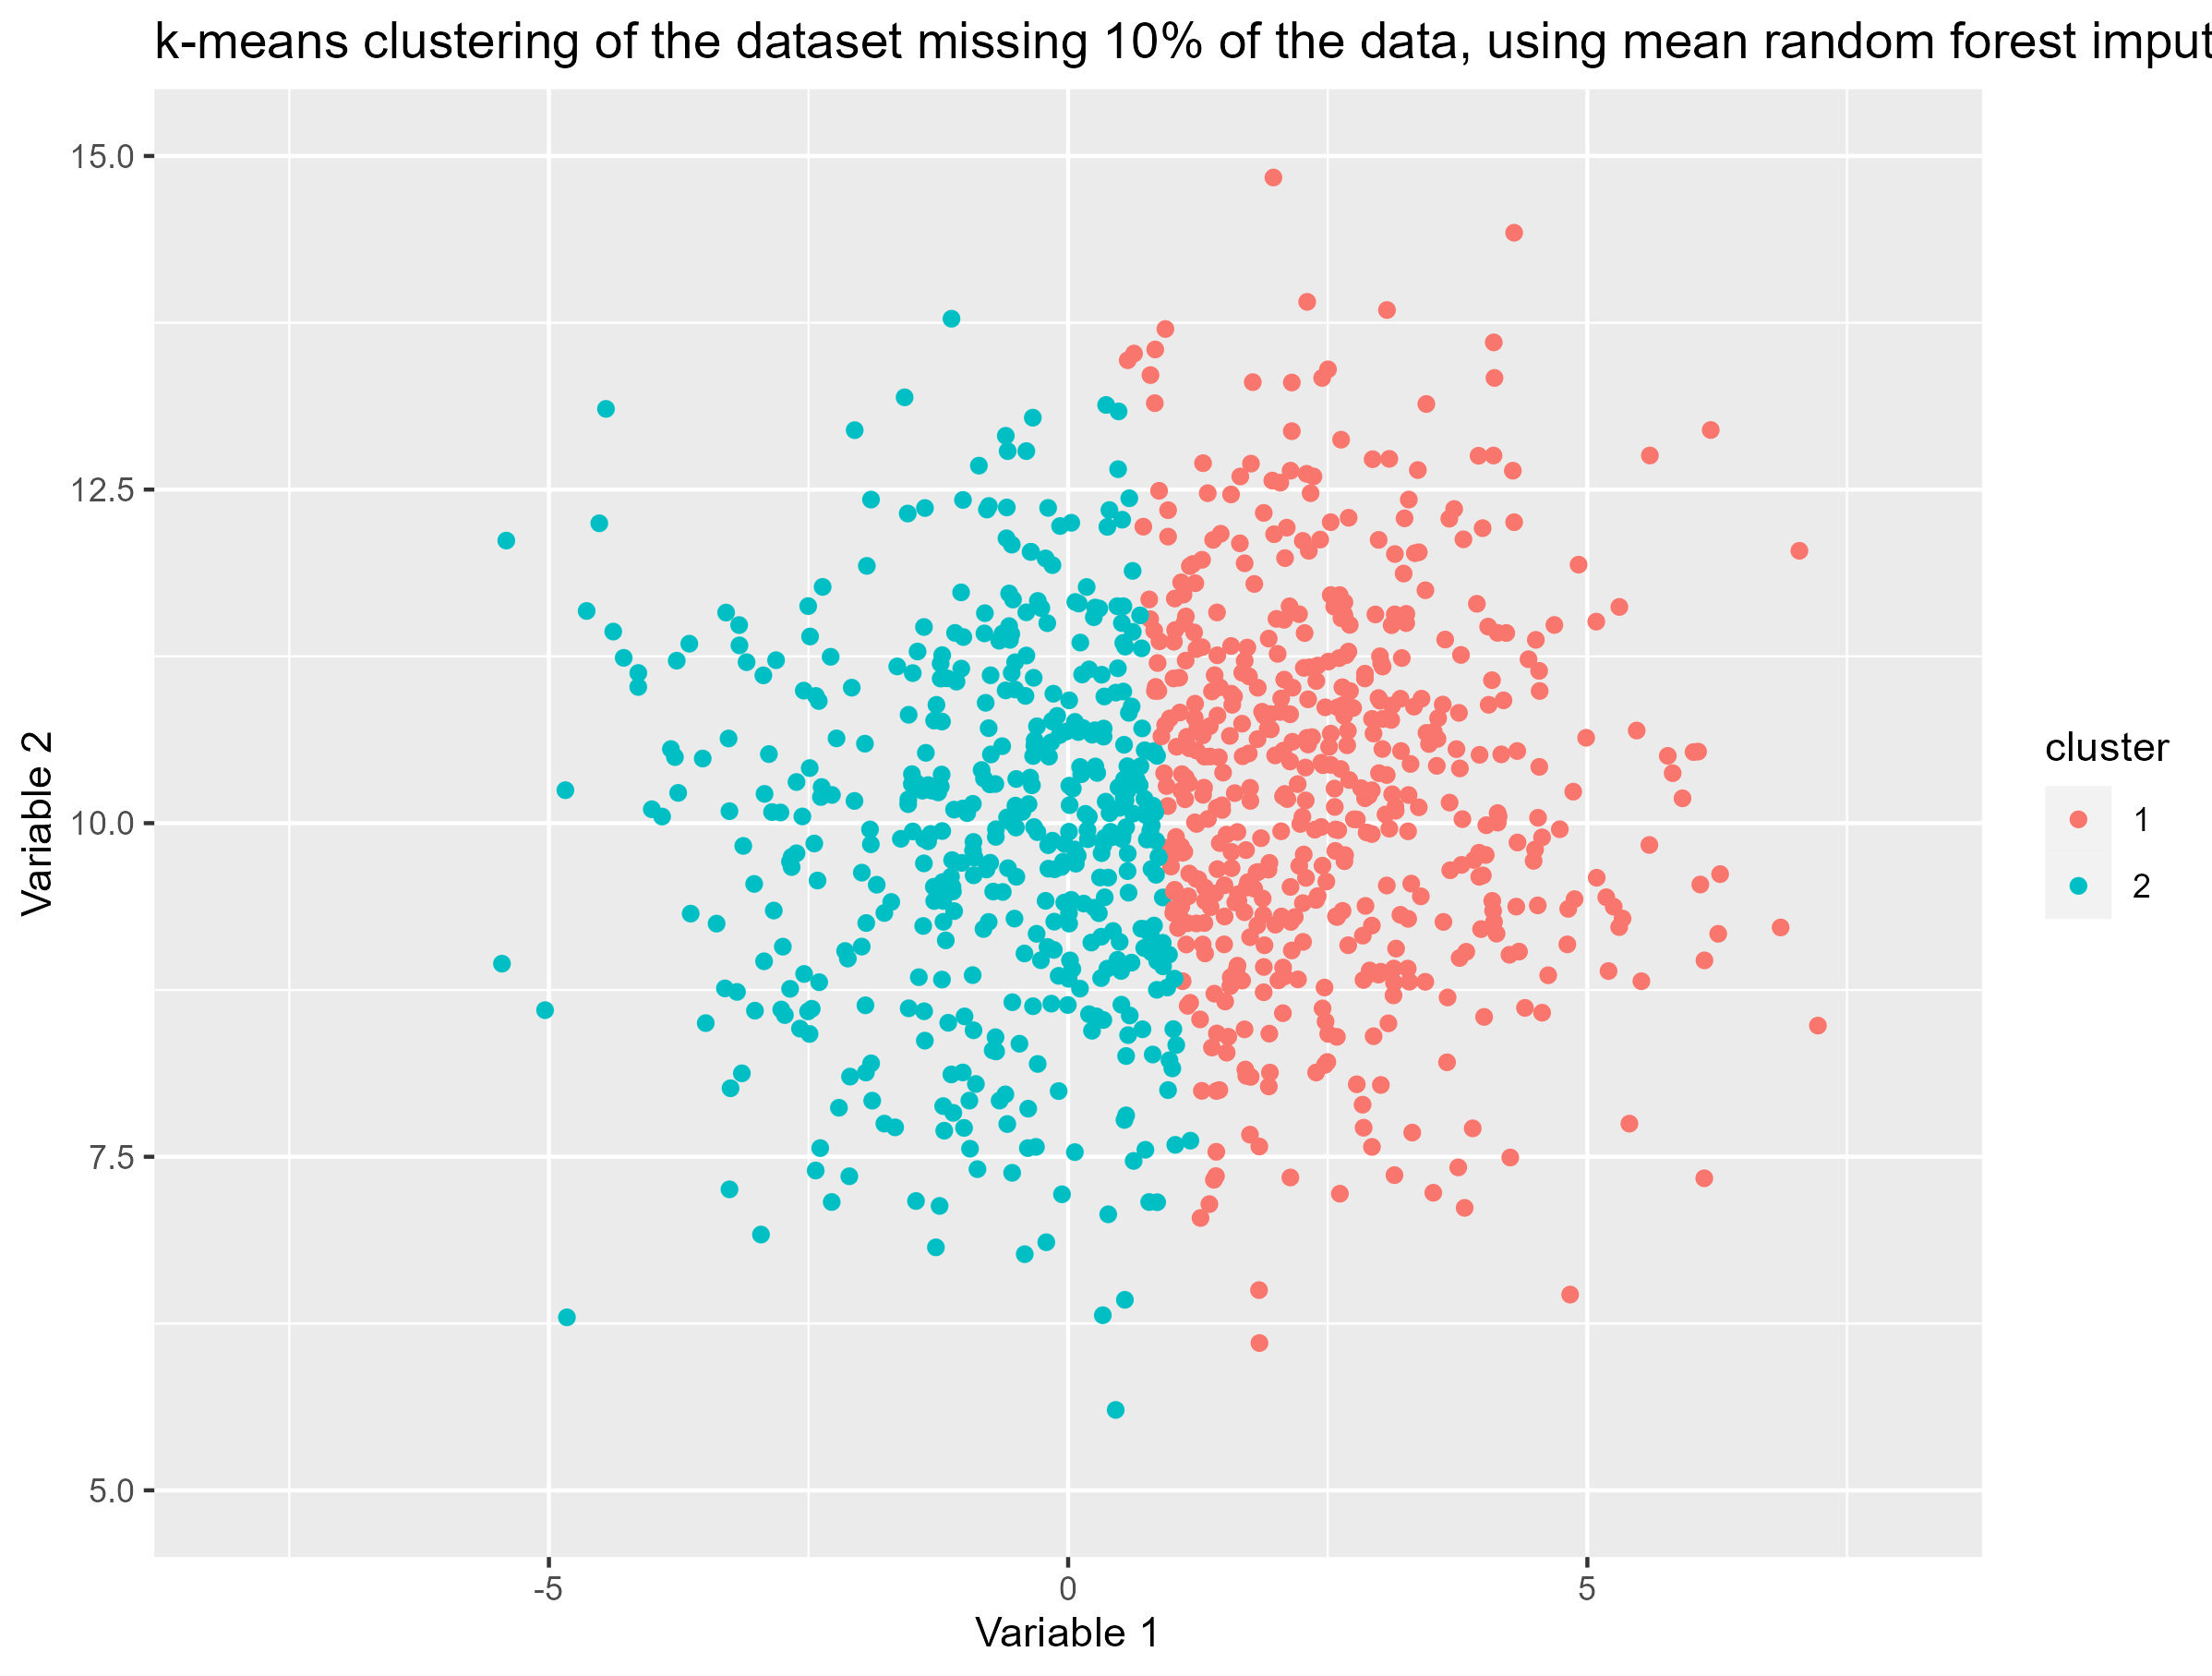 k-means clustering of the dataset missing 10% of the data, using mean random forest imput
15.0
12.5
10.0
7.5
5.0
Variable 2
-5
0
5
Variable 1
cluster
1
2